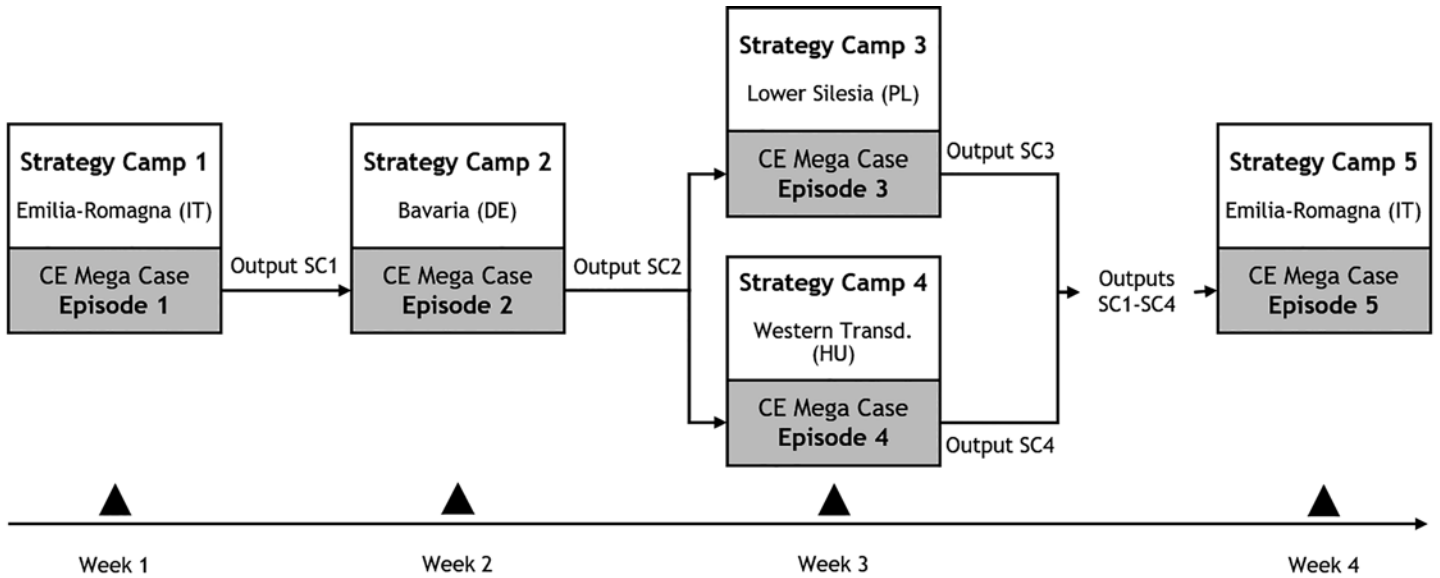 Strategy Camp 1
Emilia-Romagna (IT)
CE Mega Case
Episode 1
Output SC1
Strategy Camp 2
Bavaria (DE)
CE Mega Case
Episode 2
Output SC2
Strategy Camp 3
Lower Silesia (PL)
CE Mega Case
Episode 3
Output SC3
Strategy Camp 4
Western Transd.
(HU)
CE Mega Case
Episode 4
Output SC4
Outputs
SC1-SC4
Strategy Camp 5
Emilia-Romagna (IT)
CE Mega Case
Episode 5
Week 1
Week 2
Week 3
Week 4